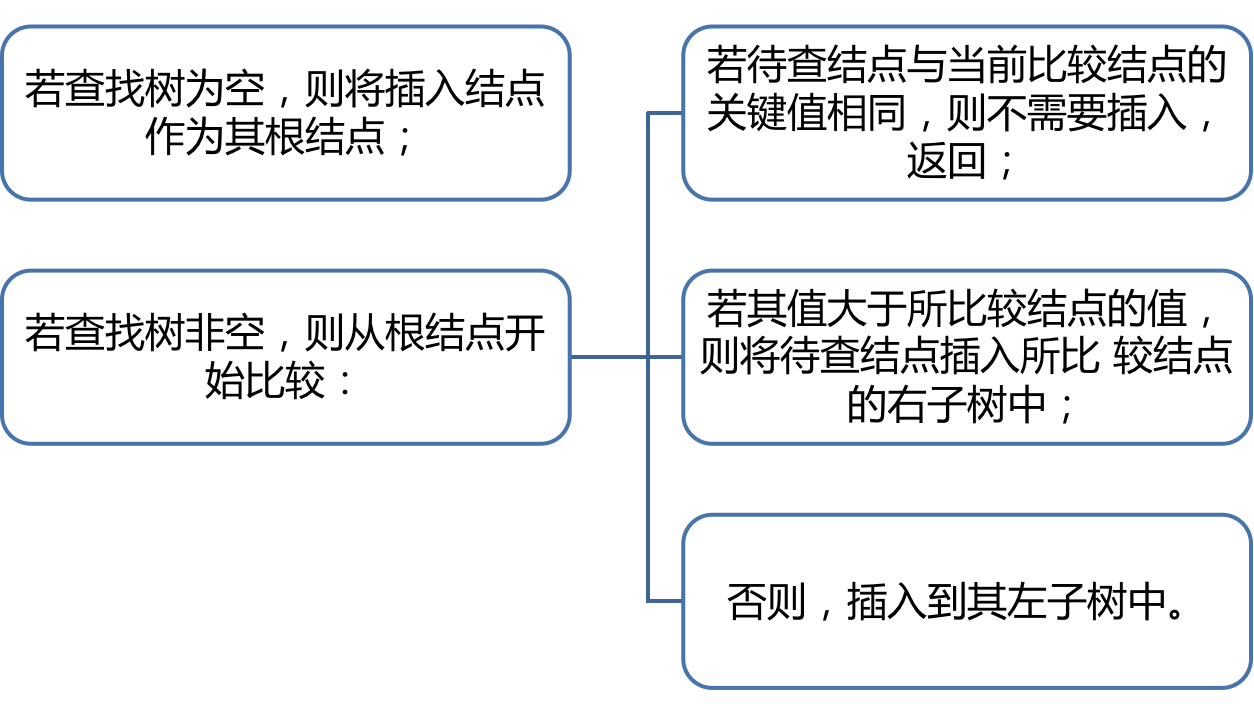 若查找树为空，则将插入结点
作为其根结点；
若查找树非空，则从根结点开
始比较：
若待查结点与当前比较结点的
关键值相同，则不需要插入，
返回；
若其值大于所比较结点的值，
则将待查结点插入所比 较结点
的右子树中；
否则，插入到其左子树中。